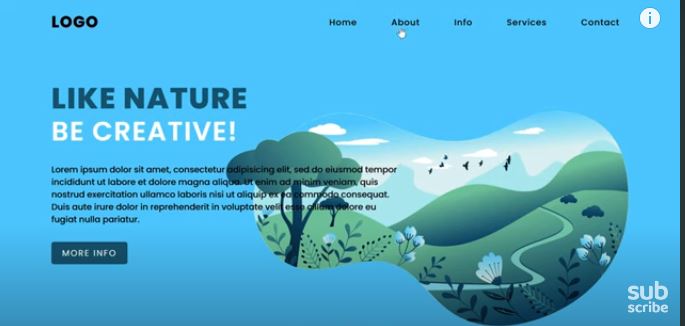 LOGO
Home
About
Info
Services
Contact
i
LIKE NATURE
BE CREATIVE!
Lorem ipsum dolor sit amet, consectetur adipisicing elit, sed do eiusmod tempor
incididunt ut labore et dolore magna aliqua. Ut enim ad minim veniam, quis
nostrud exercitation ullamco laboris nisi ut aliquip ex ea commodo consequat.
Duis aute irure dolor in reprehenderit in voluptate velit esse cillum dolore eu
fugiat nulla pariatur.
MORE INFO
sub
scribe